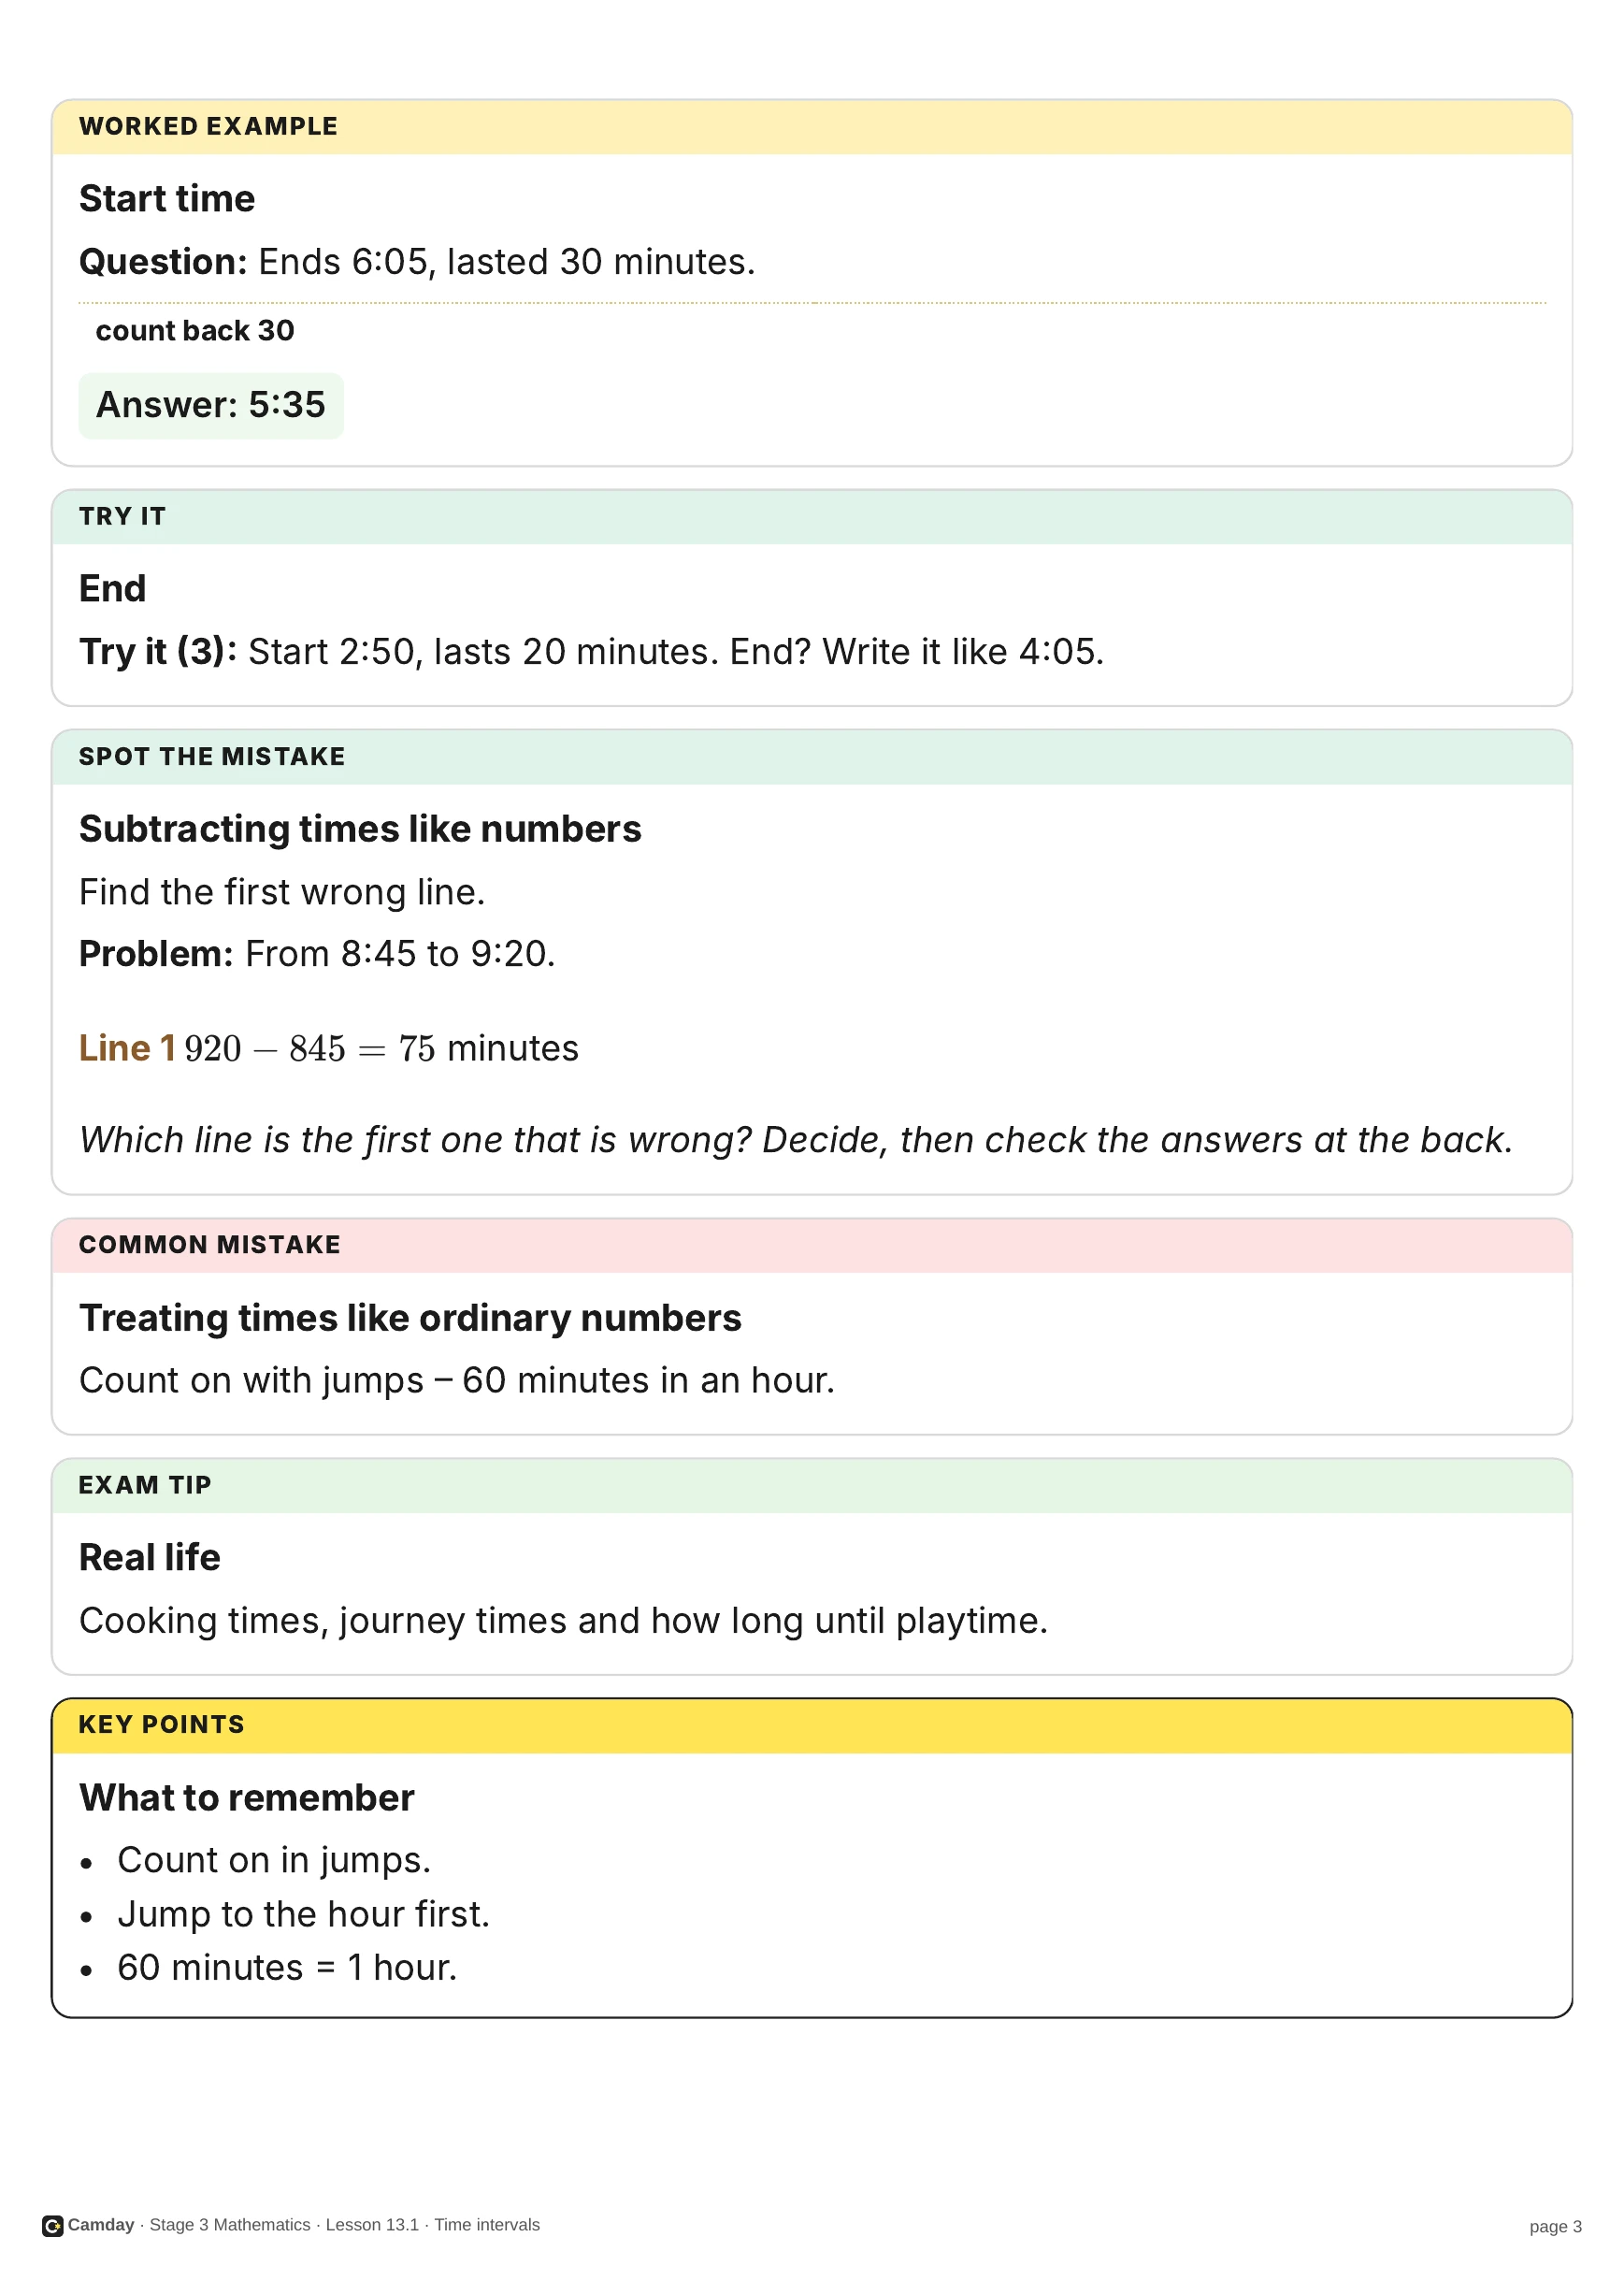 WORKED EXAMPLE
Start time
Question: Ends 6:05, lasted 30 minutes.
count back 30
Answer: 5:35
TRY IT
End
Try it (3): Start 2:50, lasts 20 minutes. End? Write it like 4:05.
SPOT THE MISTAKE
Subtracting times like numbers
Find the first wrong line.
Problem: From 8:45 to 9:20.
Line 1 920 − 845 = 75 minutes
Which line is the first one that is wrong? Decide, then check the answers at the back.
COMMON MISTAKE
Treating times like ordinary numbers
Count on with jumps – 60 minutes in an hour.
EXAM TIP
Real life
Cooking times, journey times and how long until playtime.
KEY POINTS
What to remember
• Count on in jumps.
• Jump to the hour first.
• 60 minutes = 1 hour.
Camday · Stage 3 Mathematics · Lesson 13.1 · Time intervals
page 3